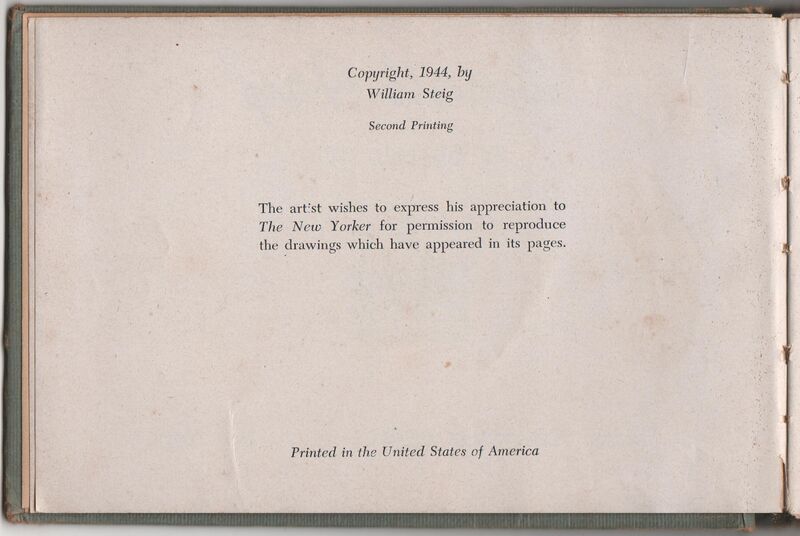 Copyright, 1944, by
William Steig
Second Printing
The artist wishes to express his appreciation to
The New Yorker for permission to reproduce
the drawings which have appeared in its pages.
Printed in the United States of America